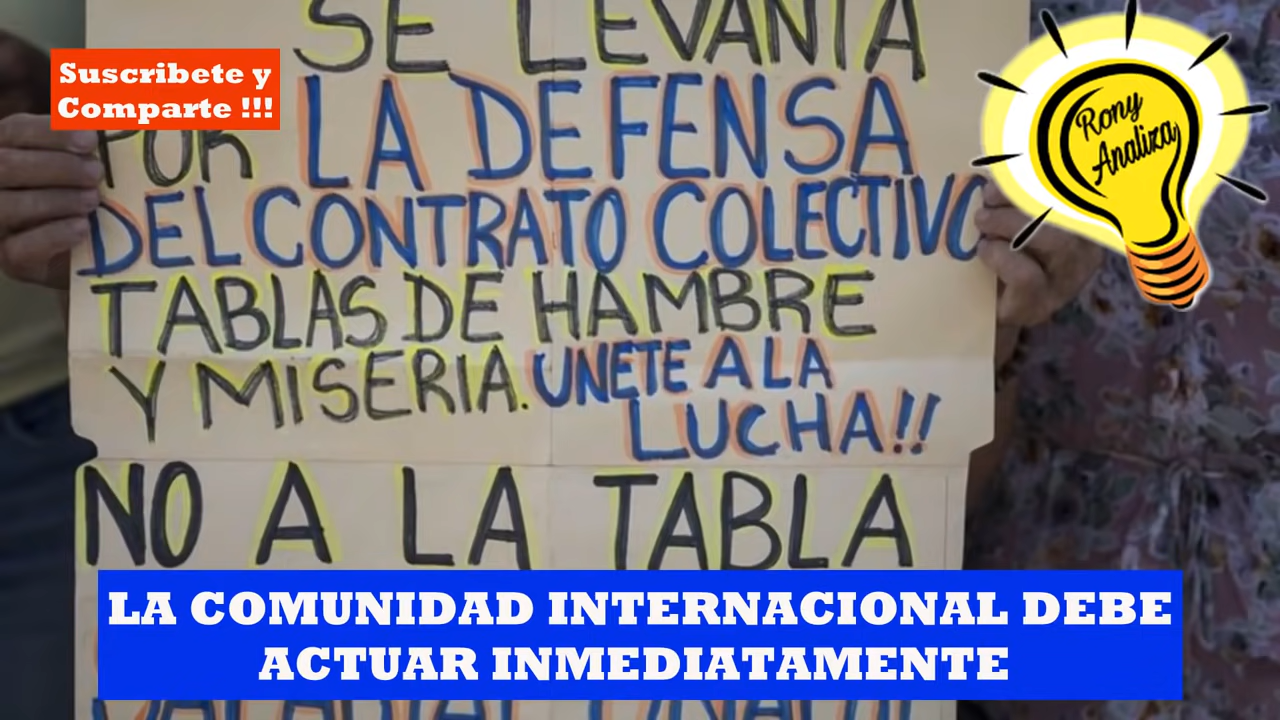 SE LEVANTA
Suscribete y
Comparte !!!
Rony
Analiza
POR LA DEFENSA
DEL CONTRATO COLECTIVO
TABLAS DE HAMBRE
Y MISERIA. UNETE A LA
LUCHA!!
NO A LA TABLA
LA COMUNIDAD INTERNACIONAL DEBE
ACTUAR INMEDIATAMENTE